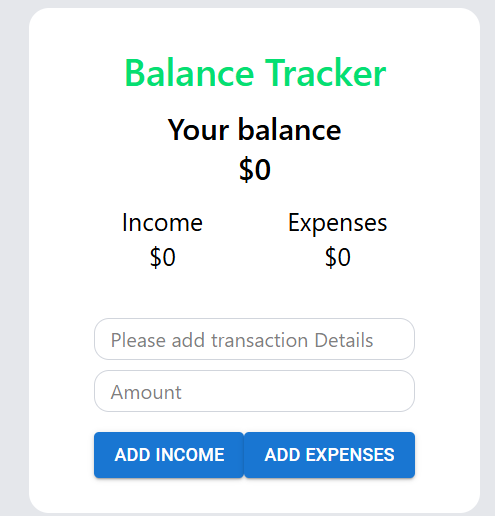 Balance Tracker
Your balance
$0
Income Expenses
$0 $0
Please add transaction Details
Amount
ADD INCOME ADD EXPENSES